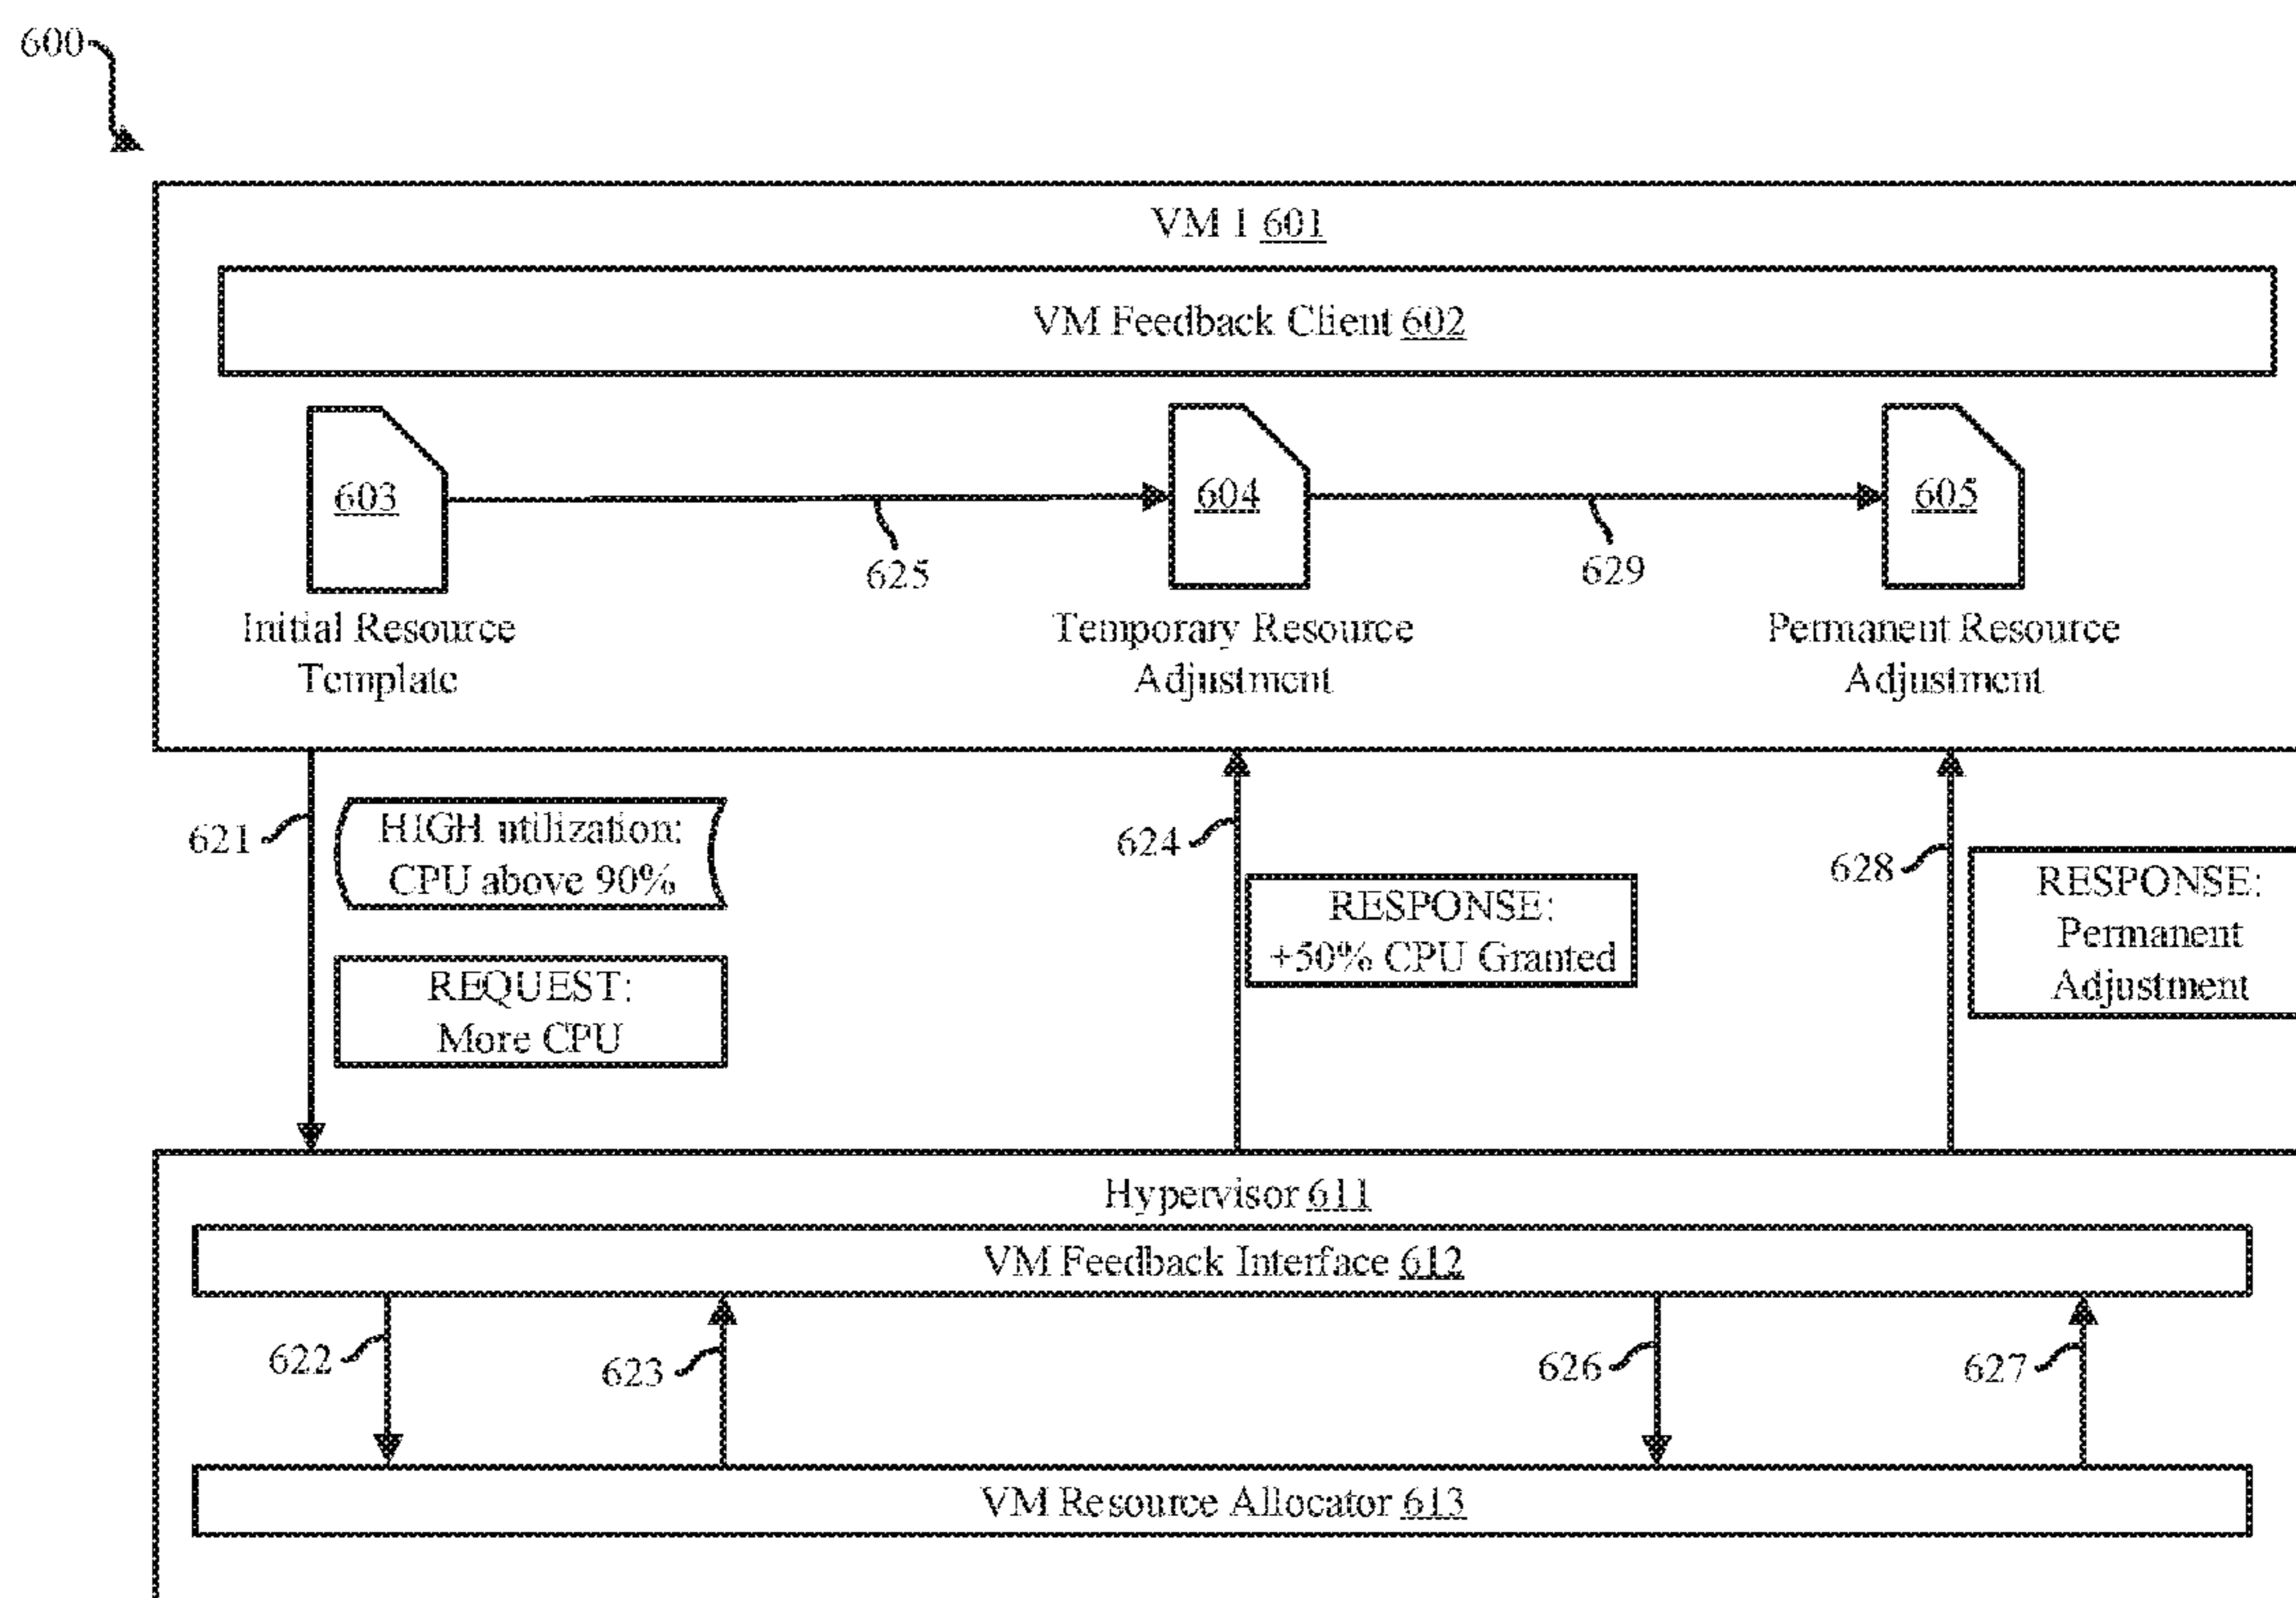 600
VM 1 601
VM Feedback Client 602
603
604
605
625
629
Initial Resource
Template
Temporary Resource
Adjustment
Permanent Resource
Adjustment
621
HIGH utilization:
CPU above 90%
REQUEST:
More CPU
624
RESPONSE:
+50% CPU Granted
628
RESPONSE:
Permanent
Adjustment
Hypervisor 611
VM Feedback Interface 612
622
623
626
627
VM Resource Allocator 613